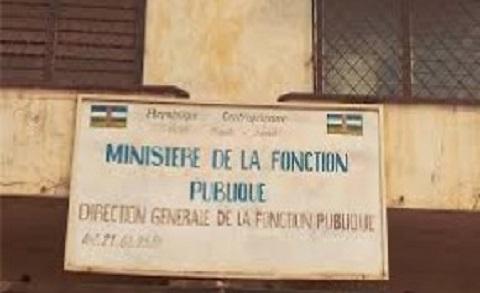 République Centrafricaine
MINISTERE DE LA FONCTION
PUBLIQUE
DIRECTION GENERALE DE LA FONCTION PUBLIQUE